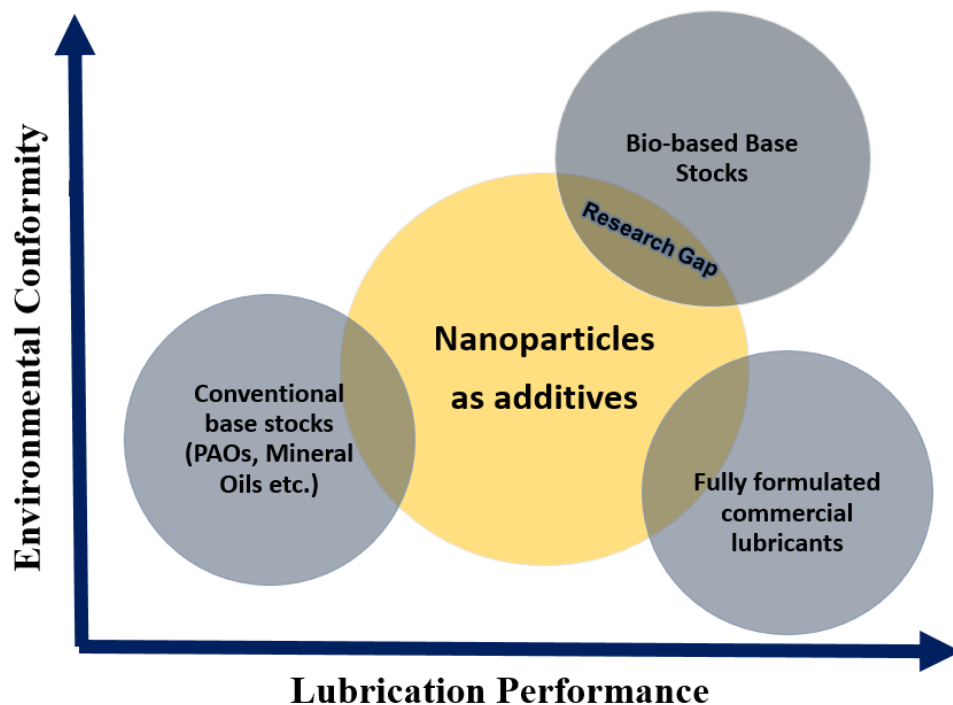 Environmental Conformity
Bio-based Base
Stocks
Research Gap
Nanoparticles
as additives
Conventional
base stocks
(PAOs, Mineral
Oils etc.)
Fully formulated
commercial
lubricants
Lubrication Performance